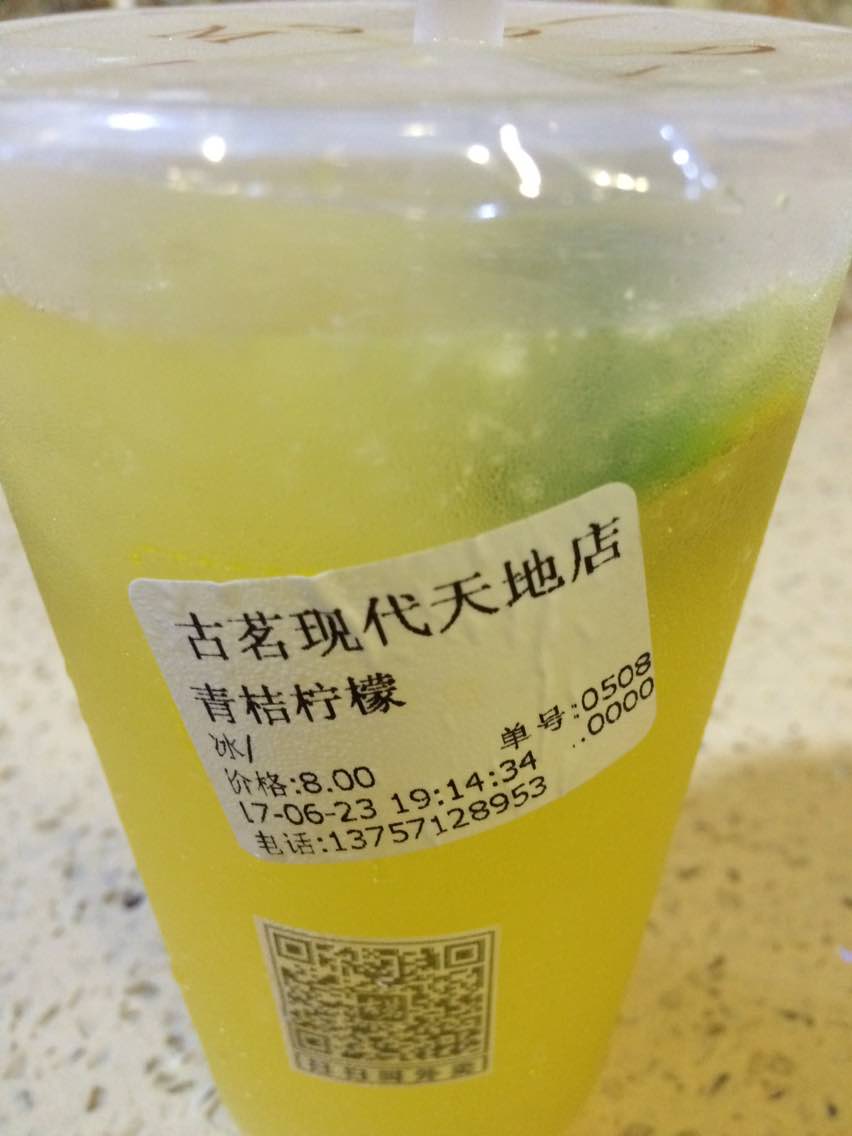 古茗现代天地店
青桔柠檬
冰/
单号:0508
价格:8.00
..0000
17-06-23 19:14:34
电话:13757128953